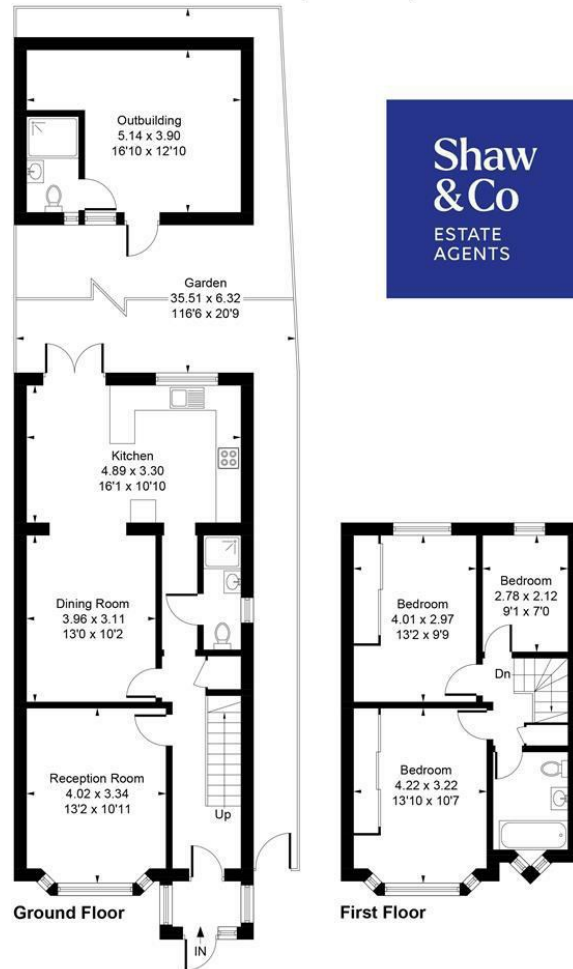 Outbuilding
5.14 x 3.90
16'10 x 12'10
Shaw
& Co
ESTATE
AGENTS
Garden
35.51 x 6.32
116'6 x 20'9
Kitchen
4.89 x 3.30
16'1 x 10'10
Dining Room
3.96 x 3.11
13'0 x 10'2
Reception Room
4.02 x 3.34
13'2 x 10'11
Up
IN
Ground Floor
Bedroom
4.01 x 2.97
13'2 x 9'9
Bedroom
2.78 x 2.12
9'1 x 7'0
Dn
Bedroom
4.22 x 3.22
13'10 x 10'7
First Floor